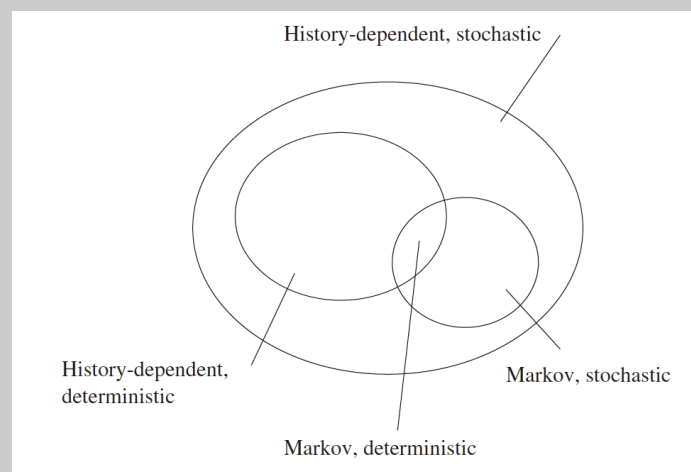 History-dependent, stochastic
History-dependent,
deterministic
Markov, stochastic
Markov, deterministic